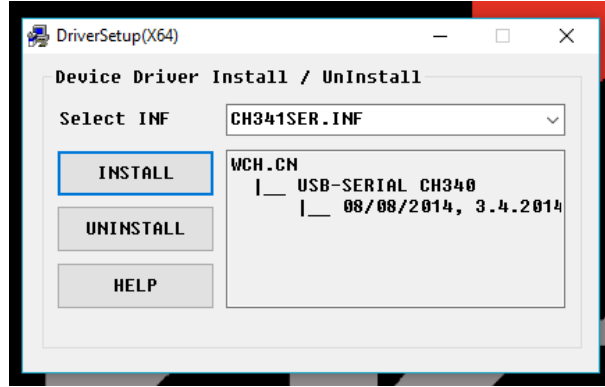 DriverSetup(X64)
Device Driver Install / UnInstall
Select INF
CH341SER.INF
INSTALL
UNINSTALL
HELP
WCH.CN
|__ USB-SERIAL CH340
|__ 08/08/2014, 3.4.2014